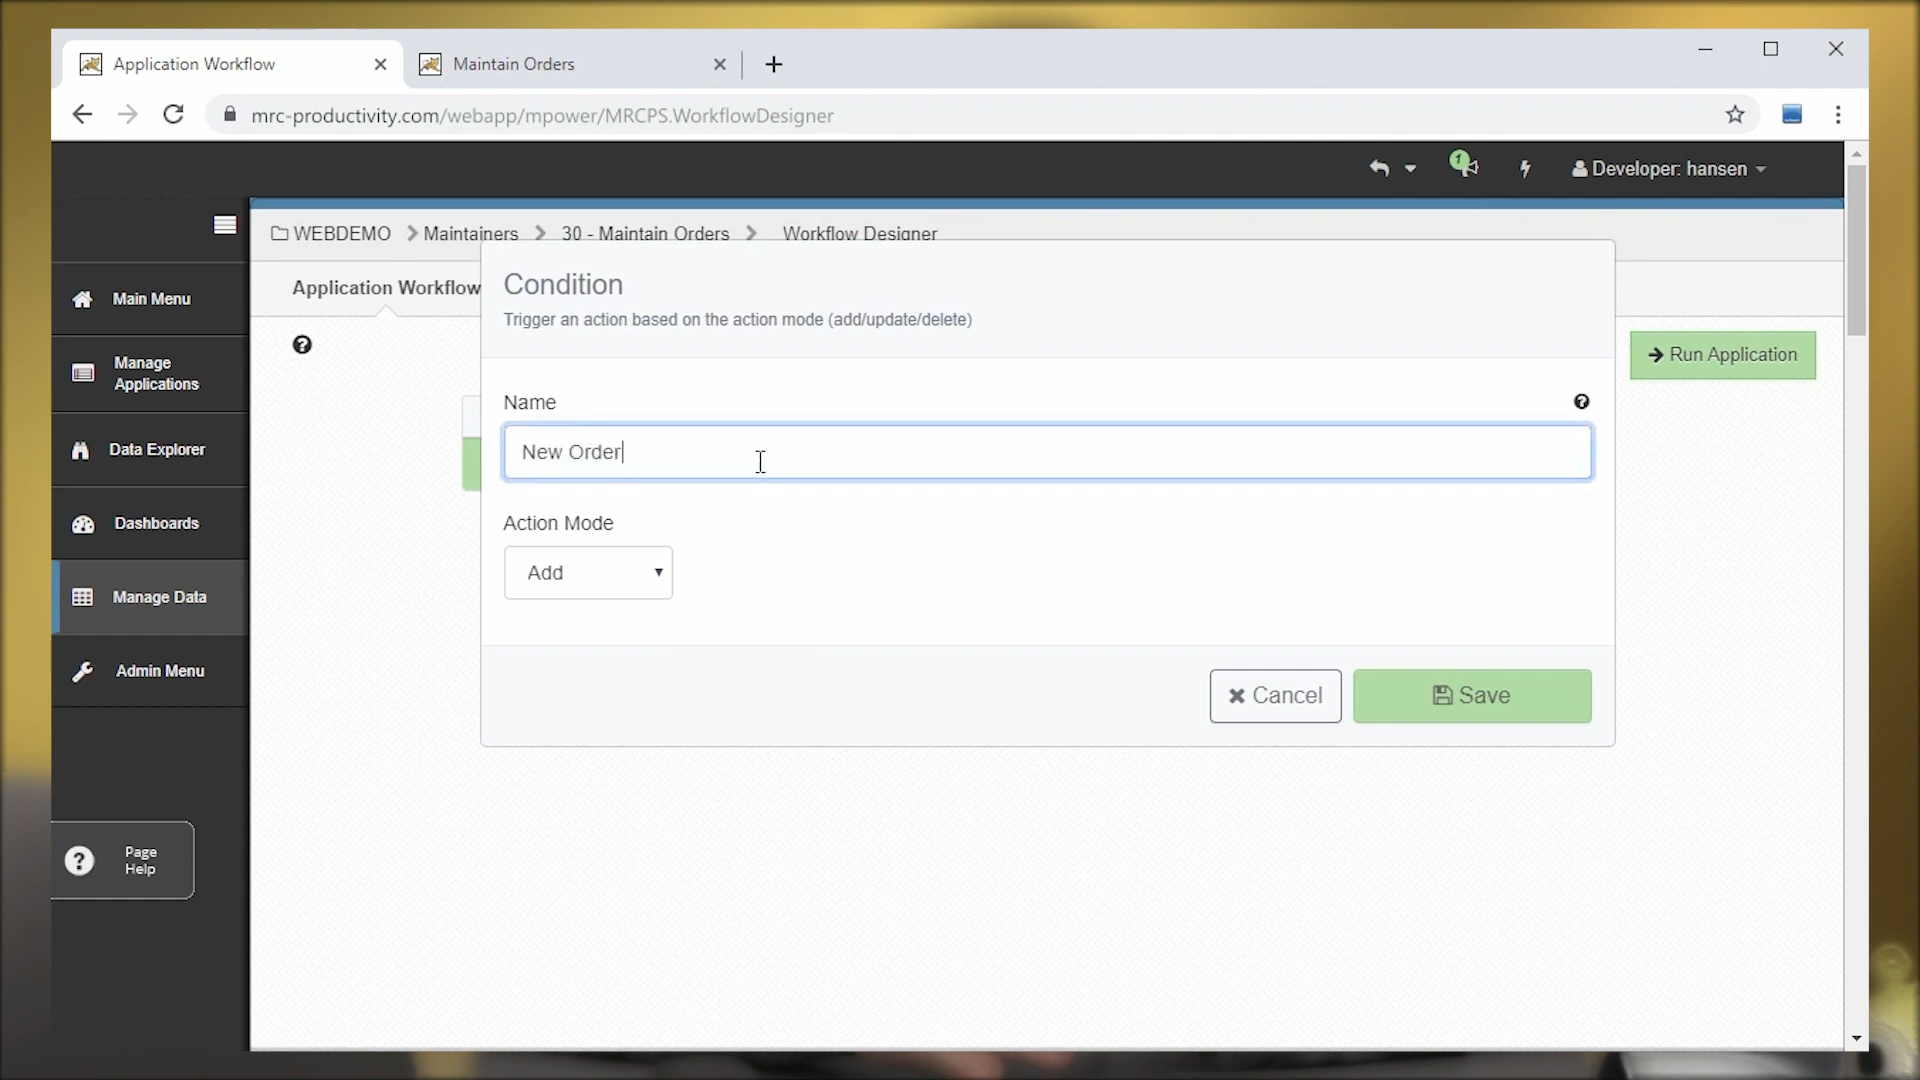 Application Workflow
Maintain Orders
mrc-productivity.com/webapp/mpower/MRCPS.WorkflowDesigner
1
Developer: hansen
WEBDEMO
Maintainers
30 - Maintain Orders
Workflow Designer
Application Workflow
Run Application
Main Menu
Manage
Applications
Data Explorer
Dashboards
Manage Data
Admin Menu
Page
Help
Condition
Trigger an action based on the action mode (add/update/delete)
Name
New Order
Action Mode
Add
Cancel
Save